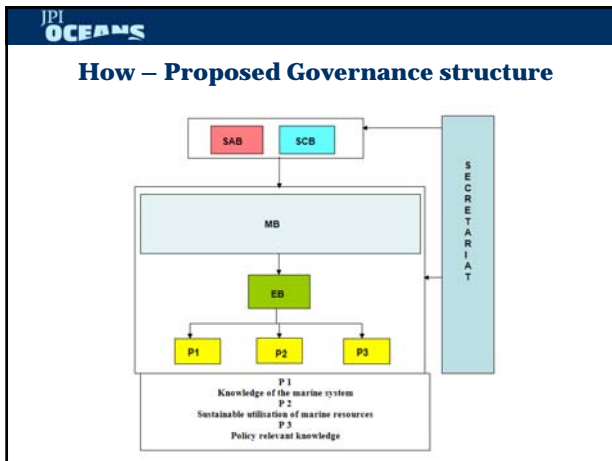 JPI
OCEANS
How – Proposed Governance structure
SAB
SCB
SECRETARIAT
MB
EB
P1
P2
P3
P 1
Knowledge of the marine system
P 2
Sustainable utilisation of marine resources
P 3
Policy relevant knowledge